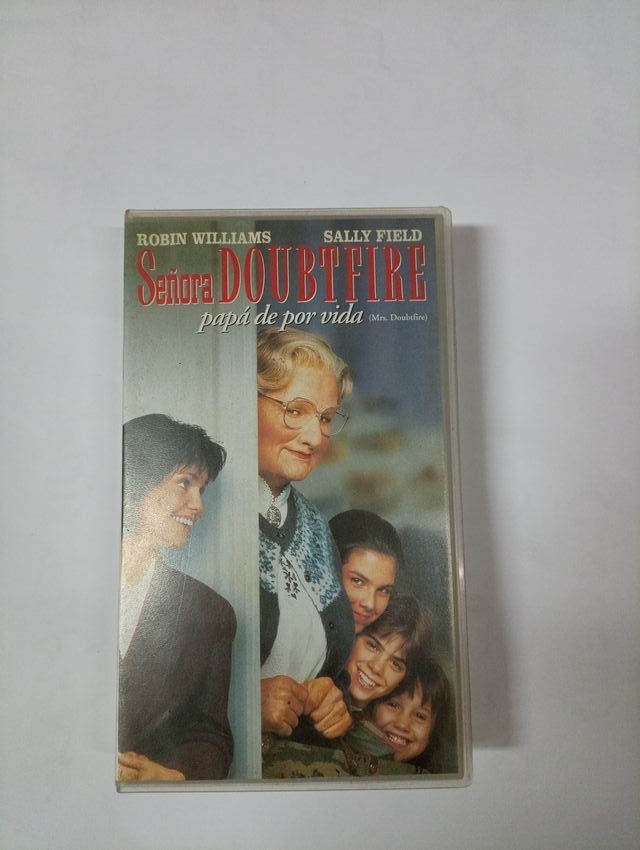 ROBIN WILLIAMS SALLY FIELD
Señora DOUBTFIRE
papá de por vida (Mrs. Doubtfire)